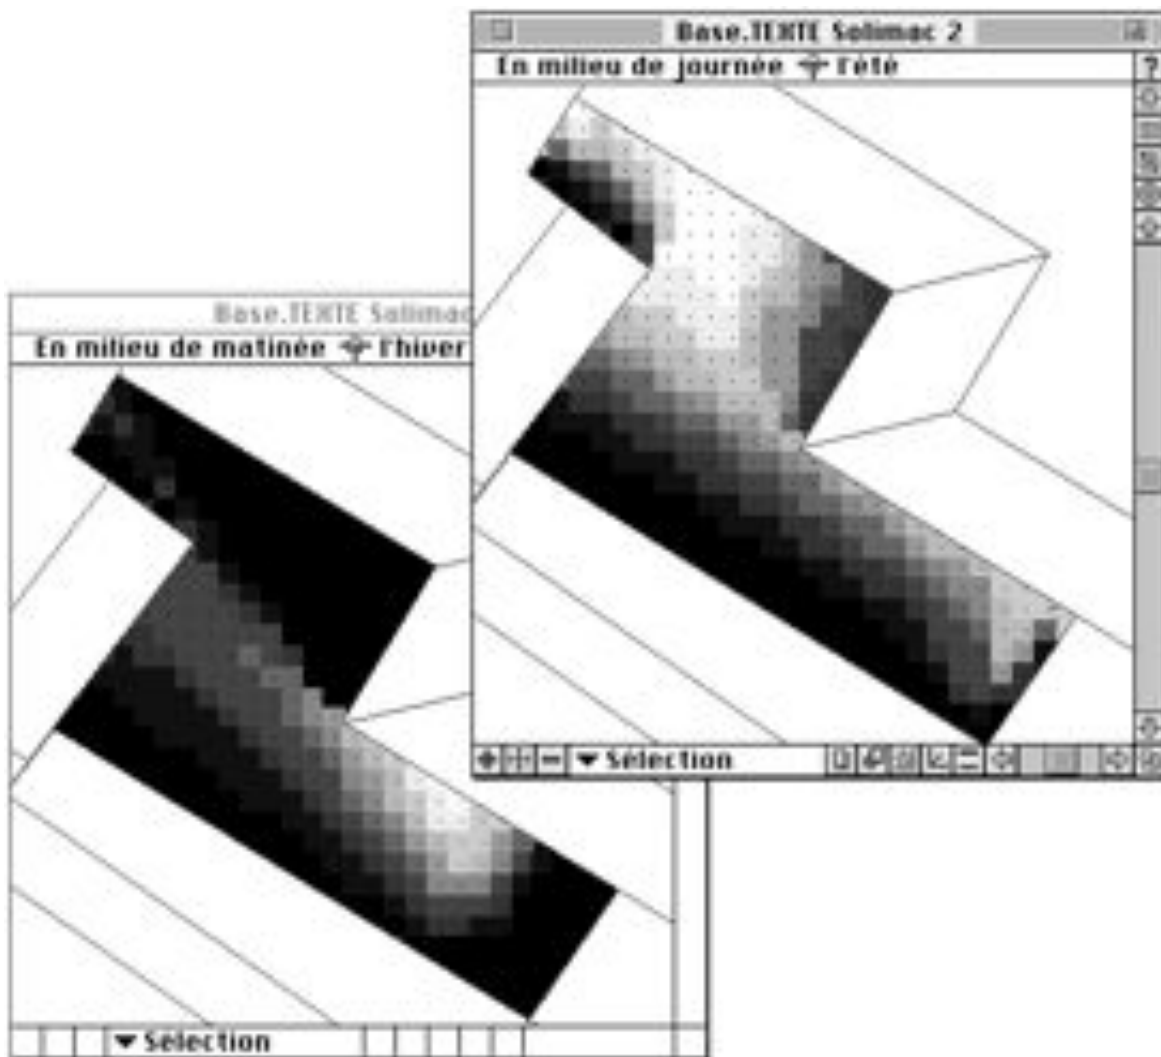 Base.TEXTE Solimac 2
En milieu de journée l'été
?
Sélection
Base.TEXTE Solimac
En milieu de matinée l'hiver
Sélection